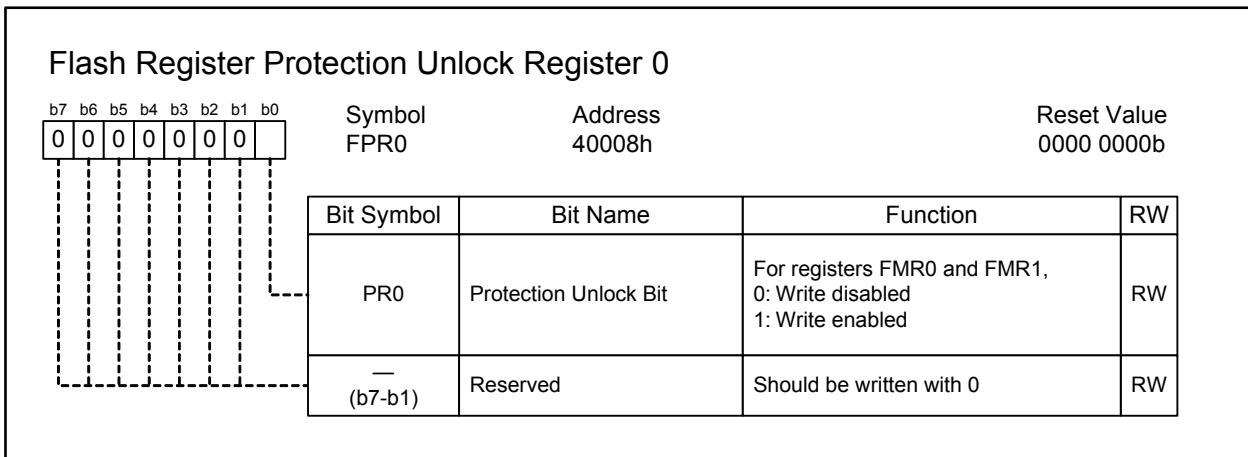 Flash Register Protection Unlock Register 0
b7 b6 b5 b4 b3 b2 b1 b0
0 0 0 0 0 0 0
Symbol Address Reset Value
FPR0 40008h 0000 0000b
Bit Symbol Bit Name Function RW
PR0 Protection Unlock Bit For registers FMR0 and FMR1,
0: Write disabled
1: Write enabled RW
—
(b7-b1) Reserved Should be written with 0 RW